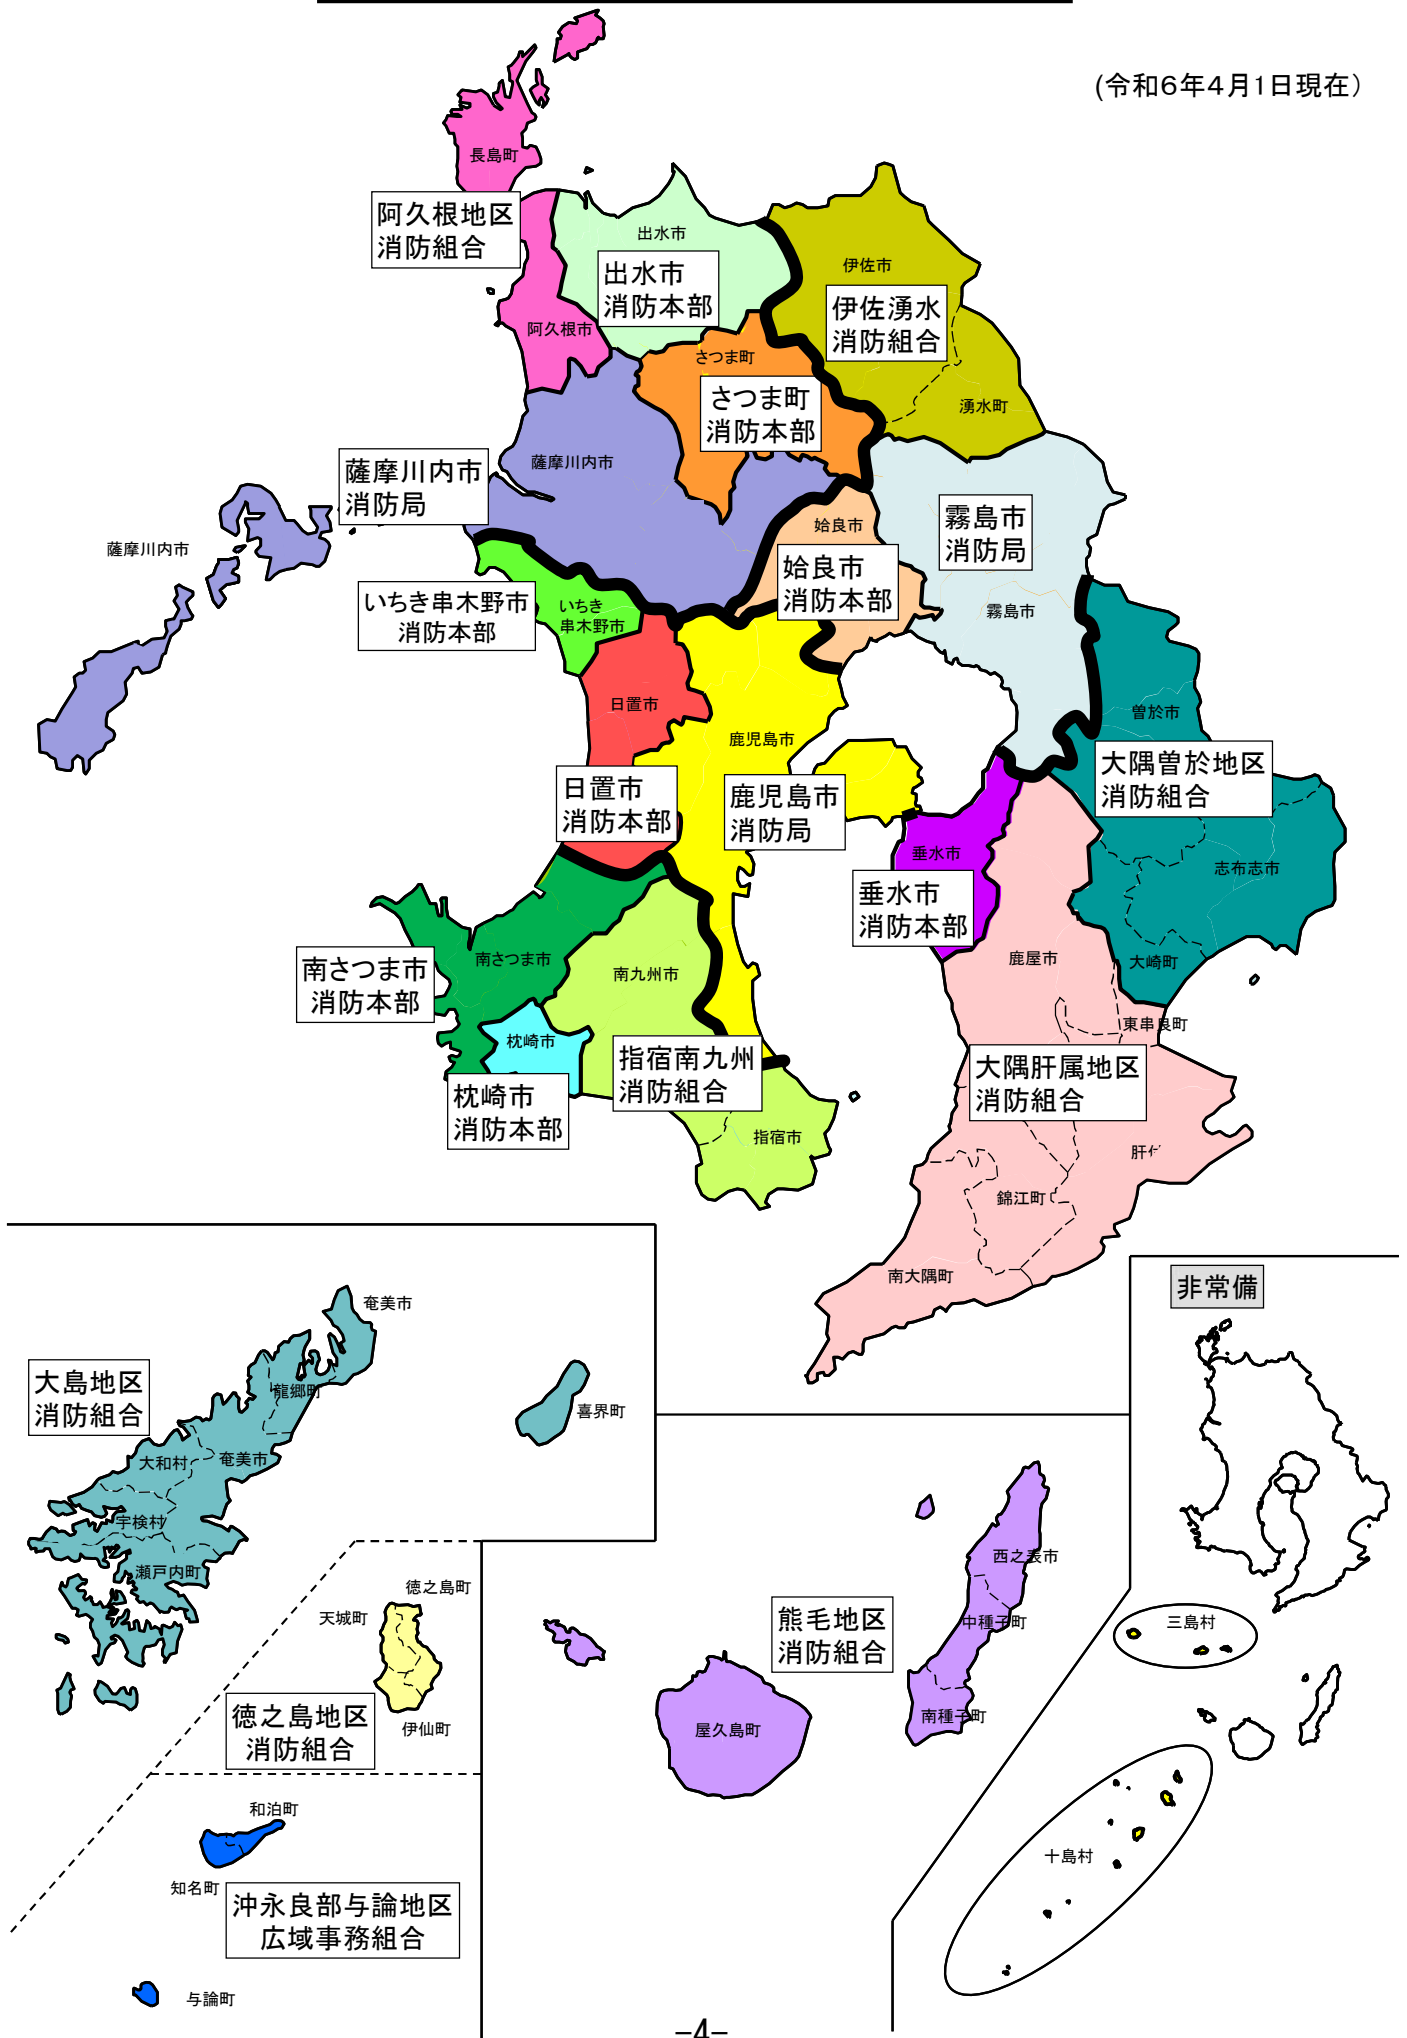 (令和6年4月1日現在)
長島町
阿久根地区
消防組合
出水市
出水市
消防本部
伊佐市
伊佐湧水
消防組合
阿久根市
さつま町
さつま町
消防本部
湧水町
薩摩川内市
消防局
薩摩川内市
薩摩川内市
姶良市
姶良市
消防本部
霧島市
消防局
霧島市
いちき串木野市
消防本部
いちき
串木野市
日置市
日置市
消防本部
鹿児島市
鹿児島市
消防局
曽於市
大隅曽於地区
消防組合
垂水市
垂水市
消防本部
志布志市
大崎町
南さつま市
消防本部
南さつま市
南九州市
鹿屋市
東串良町
枕崎市
枕崎市
消防本部
指宿南九州
消防組合
指宿市
大隅肝属地区
消防組合
肝付
錦江町
南大隅町
非常備
奄美市
大島地区
消防組合
龍郷町
喜界町
大和村
奄美市
宇検村
瀬戸内町
徳之島町
天城町
伊仙町
徳之島地区
消防組合
和泊町
知名町
沖永良部与論地区
広域事務組合
与論町
西之表市
中種子町
熊毛地区
消防組合
南種子町
屋久島町
三島村
十島村
-4-